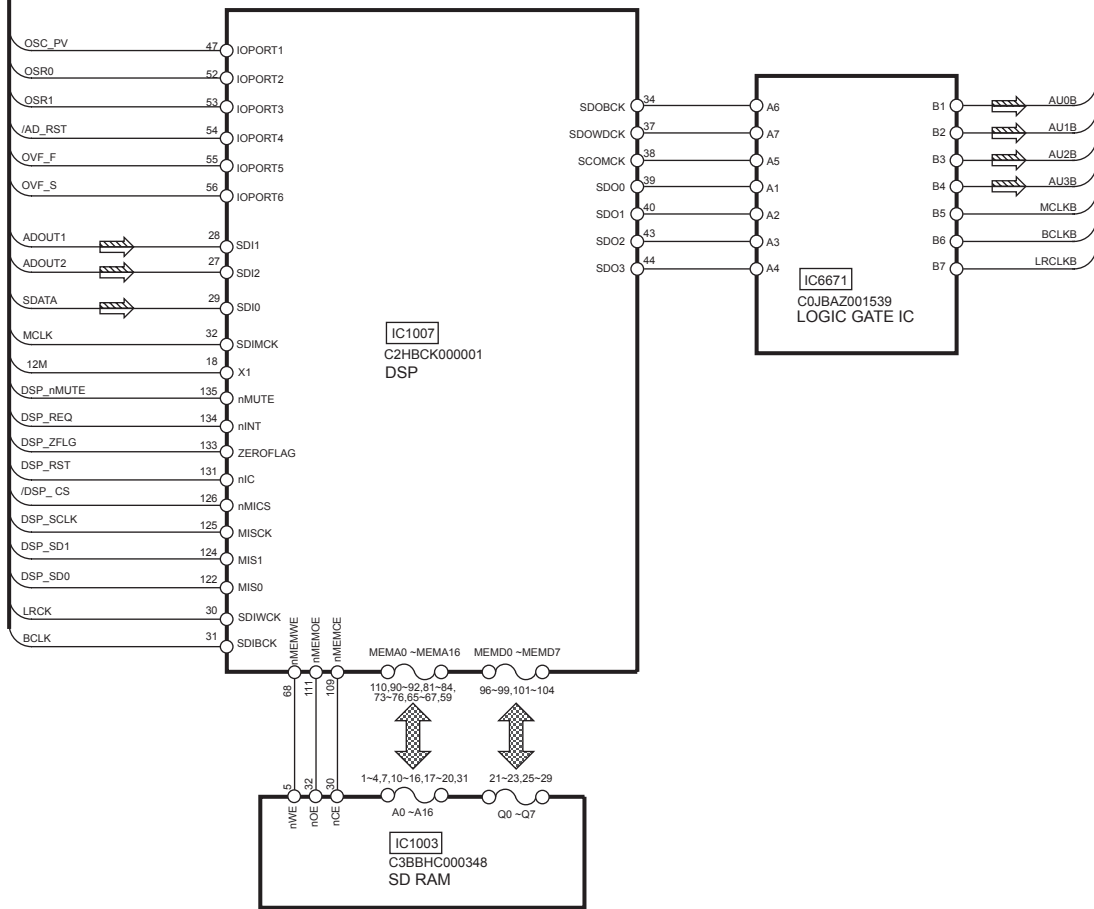 OSC_PV 47 IOPORT1
OSR0 52 IOPORT2
OSR1 53 IOPORT3
/AD_RST 54 IOPORT4
OVF_F 55 IOPORT5
OVF_S 56 IOPORT6
ADOUT1 28 SDI1
ADOUT2 27 SDI2
SDATA 29 SDI0
MCLK 32 SDIMCK
12M 18 X1
DSP_nMUTE 135 nMUTE
DSP_REQ 134 nINT
DSP_ZFLG 133 ZEROFLAG
DSP_RST 131 nIC
/DSP_ CS 126 nMICS
DSP_SCLK 125 MISCK
DSP_SD1 124 MIS1
DSP_SD0 122 MIS0
LRCK 30 SDIWCK
BCLK 31 SDIBCK
IC1007
C2HBCK000001
DSP
SDOBCK 34 A6
SDOWDCK 37 A7
SCOMCK 38 A5
SDO0 39 A1
SDO1 40 A2
SDO2 43 A3
SDO3 44 A4
B1 AU0B
B2 AU1B
B3 AU2B
B4 AU3B
B5 MCLKB
B6 BCLKB
B7 LRCLKB
IC6671
C0JBAZ001539
LOGIC GATE IC
nMEMWE nMEMOE nMEMCE MEMA0 ~MEMA16 MEMD0 ~MEMD7
68 111 109 110,90~92,81~84, 96~99,101~104
73~76,65~67,59
5 32 30 1~4,7,10~16,17~20,31 21~23,25~29
nWE nOE nCE A0 ~A16 Q0 ~Q7
IC1003
C3BBHC000348
SD RAM